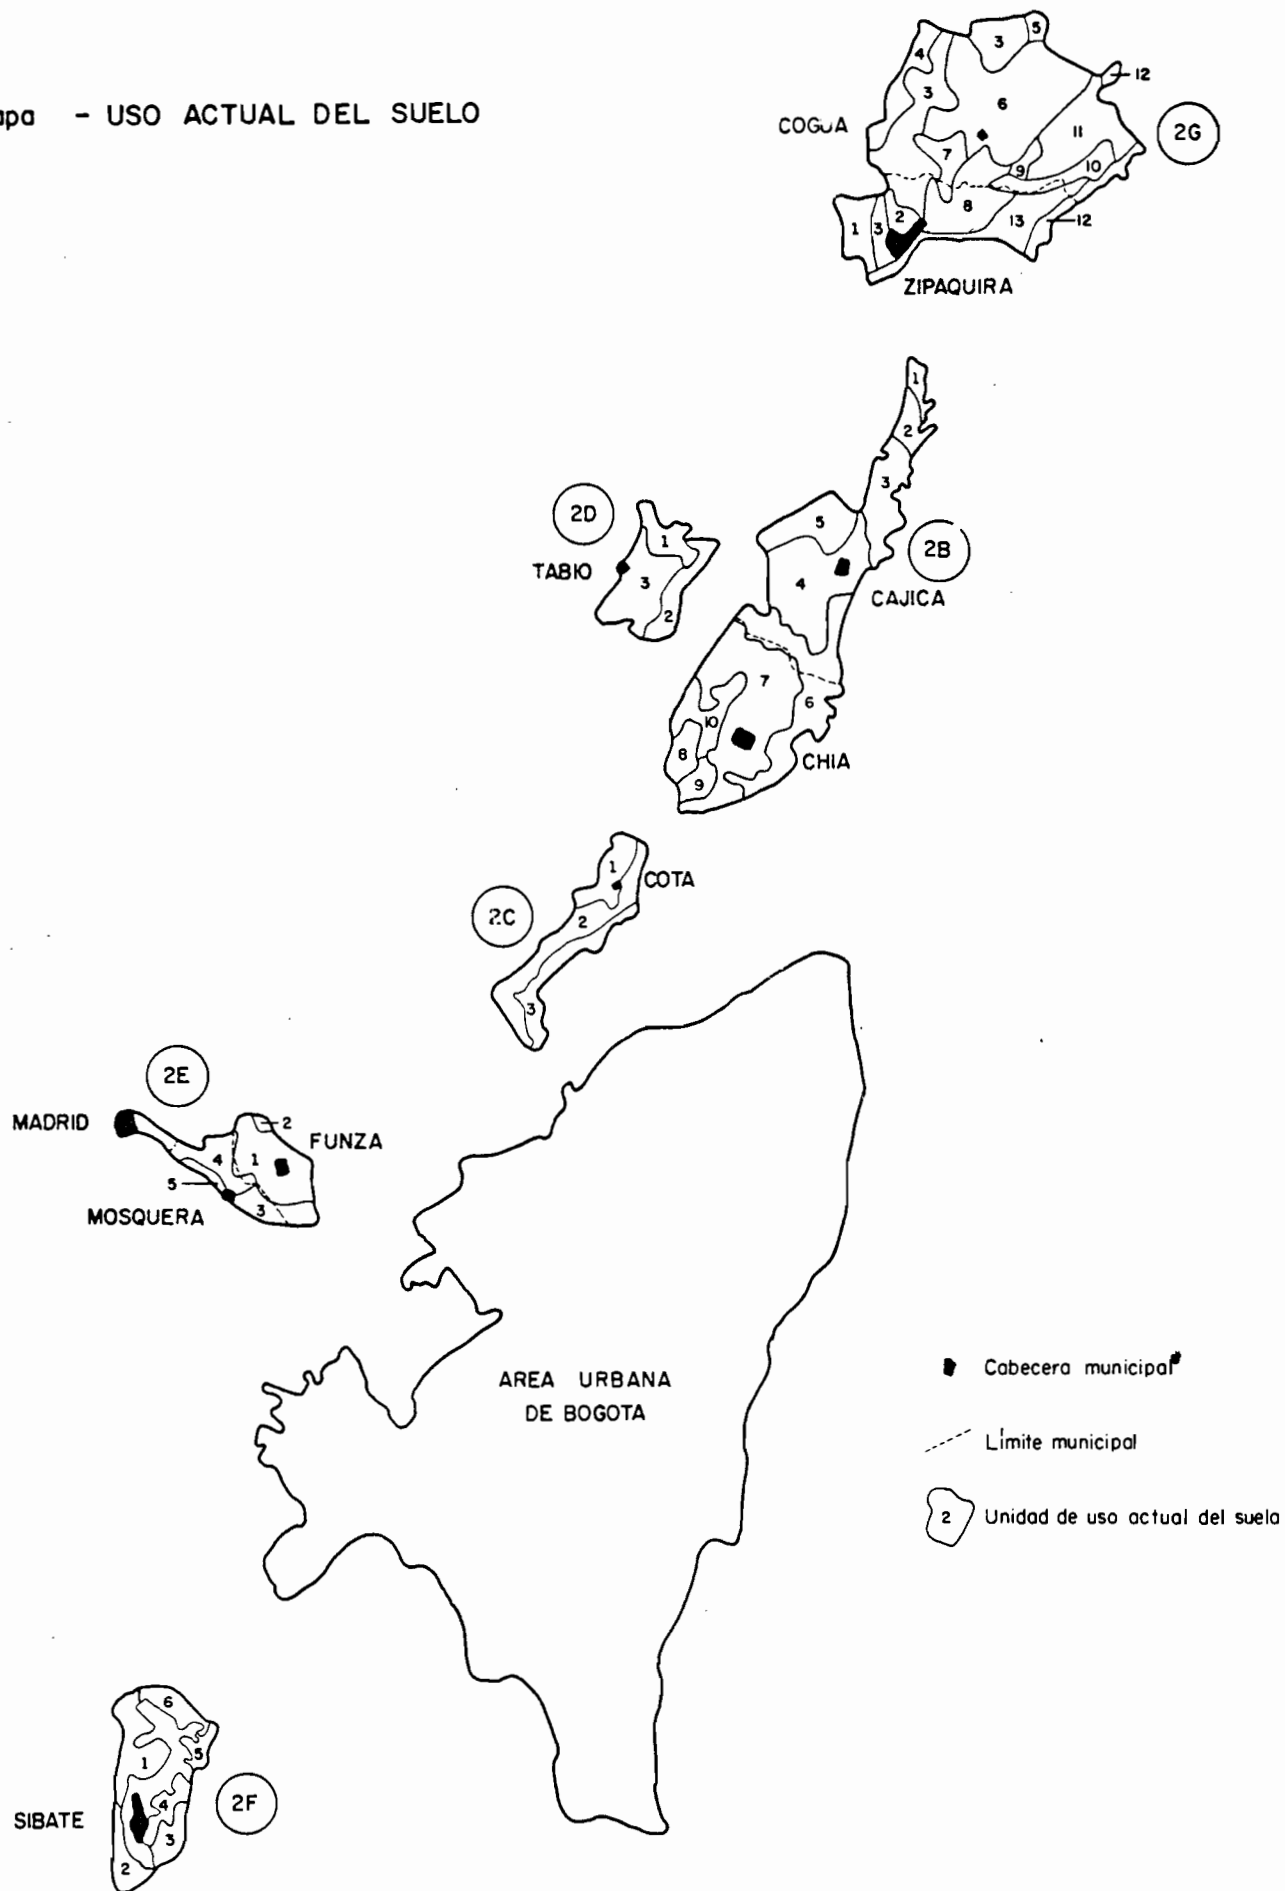 apa - USO ACTUAL DEL SUELO
5
3
4
12
3
6
COGUA
11
2G
7
9
10
8
2
1
3
13
12
ZIPAQUIRA
1
2
3
2D
5
1
2B
TABIO
3
4
CAJICA
2
7
6
10
8
CHIA
9
1
COTA
2C
2
3
2E
MADRID
2
FUNZA
4
1
5
3
MOSQUERA
AREA URBANA
DE BOGOTA
Cabecera municipal
Límite municipal
2
Unidad de uso actual del suela
6
5
1
4
2F
SIBATE
3
2